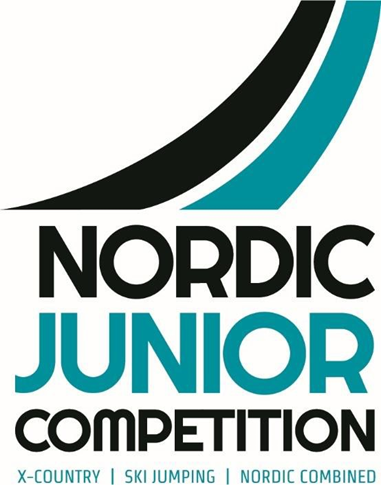 NORDIC
JUNIOR
COMPETITION
X-COUNTRY | SKI JUMPING | NORDIC COMBINED